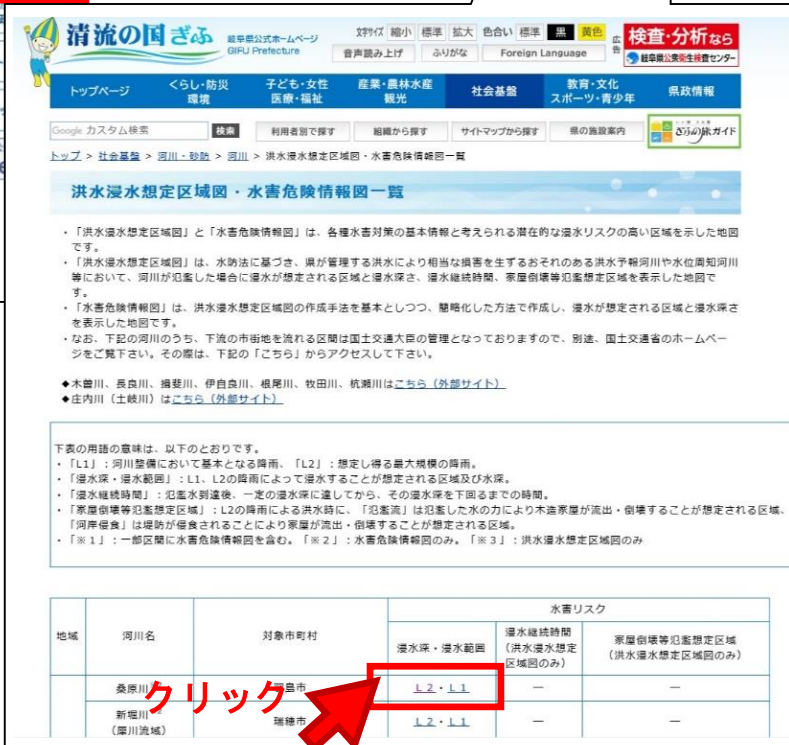 清流の国ぎふ 岐阜県公式ホームページ
GIFU Prefecture
文字サイズ 縮小 標準 拡大 色合い 標準 黒 黄色
音声読み上げ ふりがな Foreign Language
広告
検査・分析なら
岐阜県公衆衛生検査センター
トップページ くらし・防災 環境 子ども・女性 医療・福祉 産業・農林水産 観光 社会基盤 教育・文化 スポーツ・青少年 県政情報
Google カスタム検索 検索 利用者別で探す 組織から探す サイトマップから探す 県の施設案内 ぎふの旅ガイド
トップ > 社会基盤 > 河川・砂防 > 河川 > 洪水浸水想定区域図・水害危険情報図一覧
洪水浸水想定区域図・水害危険情報図一覧
・「洪水浸水想定区域図」と「水害危険情報図」は、各種水害対策の基本情報と考えられる潜在的な浸水リスクの高い区域を示した地図
です。
・「洪水浸水想定区域図」は、水防法に基づき、県が管理する洪水により相当な損害を生ずるおそれのある洪水予報河川や水位周知河川
等において、河川が氾濫した場合に浸水が想定される区域と浸水深さ、浸水継続時間、家屋倒壊等氾濫想定区域を表示した地図で
す。
・「水害危険情報図」は、洪水浸水想定区域図の作成手法を基本としつつ、簡略化した方法で作成し、浸水が想定される区域と浸水深さ
を表示した地図です。
・なお、下記の河川のうち、下流の市街地を流れる区間は国土交通大臣の管理となっておりますので、別途、国土交通省のホームペー
ジをご覧下さい。その際は、下記の「こちら」からアクセスして下さい。
◆木曽川、長良川、揖斐川、伊自良川、根尾川、牧田川、杭瀬川はこちら（外部サイト）
◆庄内川（土岐川）はこちら（外部サイト）
下表の用語の意味は、以下のとおりです。
・「L1」：河川整備において基本となる降雨、「L2」：想定し得る最大規模の降雨。
・「浸水深・浸水範囲」：L1、L2の降雨によって浸水することが想定される区域及び水深。
・「浸水継続時間」：氾濫水到達後、一定の浸水深に達してから、その浸水深を下回るまでの時間。
・「家屋倒壊等氾濫想定区域」：L2の降雨による洪水時に、「氾濫流」は氾濫した水の力により木造家屋が流出・倒壊することが想定される区域、
「河岸侵食」は堤防が侵食されることにより家屋が流出・倒壊することが想定される区域。
・「※１」：一部区間に水害危険情報図を含む。「※２」：水害危険情報図のみ。「※３」：洪水浸水想定区域図のみ
水害リスク
地域 河川名 対象市町村 浸水深・浸水範囲 浸水継続時間（洪水浸水想定区域図のみ） 家屋倒壊等氾濫想定区域（洪水浸水想定区域図のみ）
桑原川 島市 L２・L１ － －
クリック
新堀川（犀川流域） 瑞穂市 L２・L１ － －